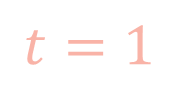 t = 1